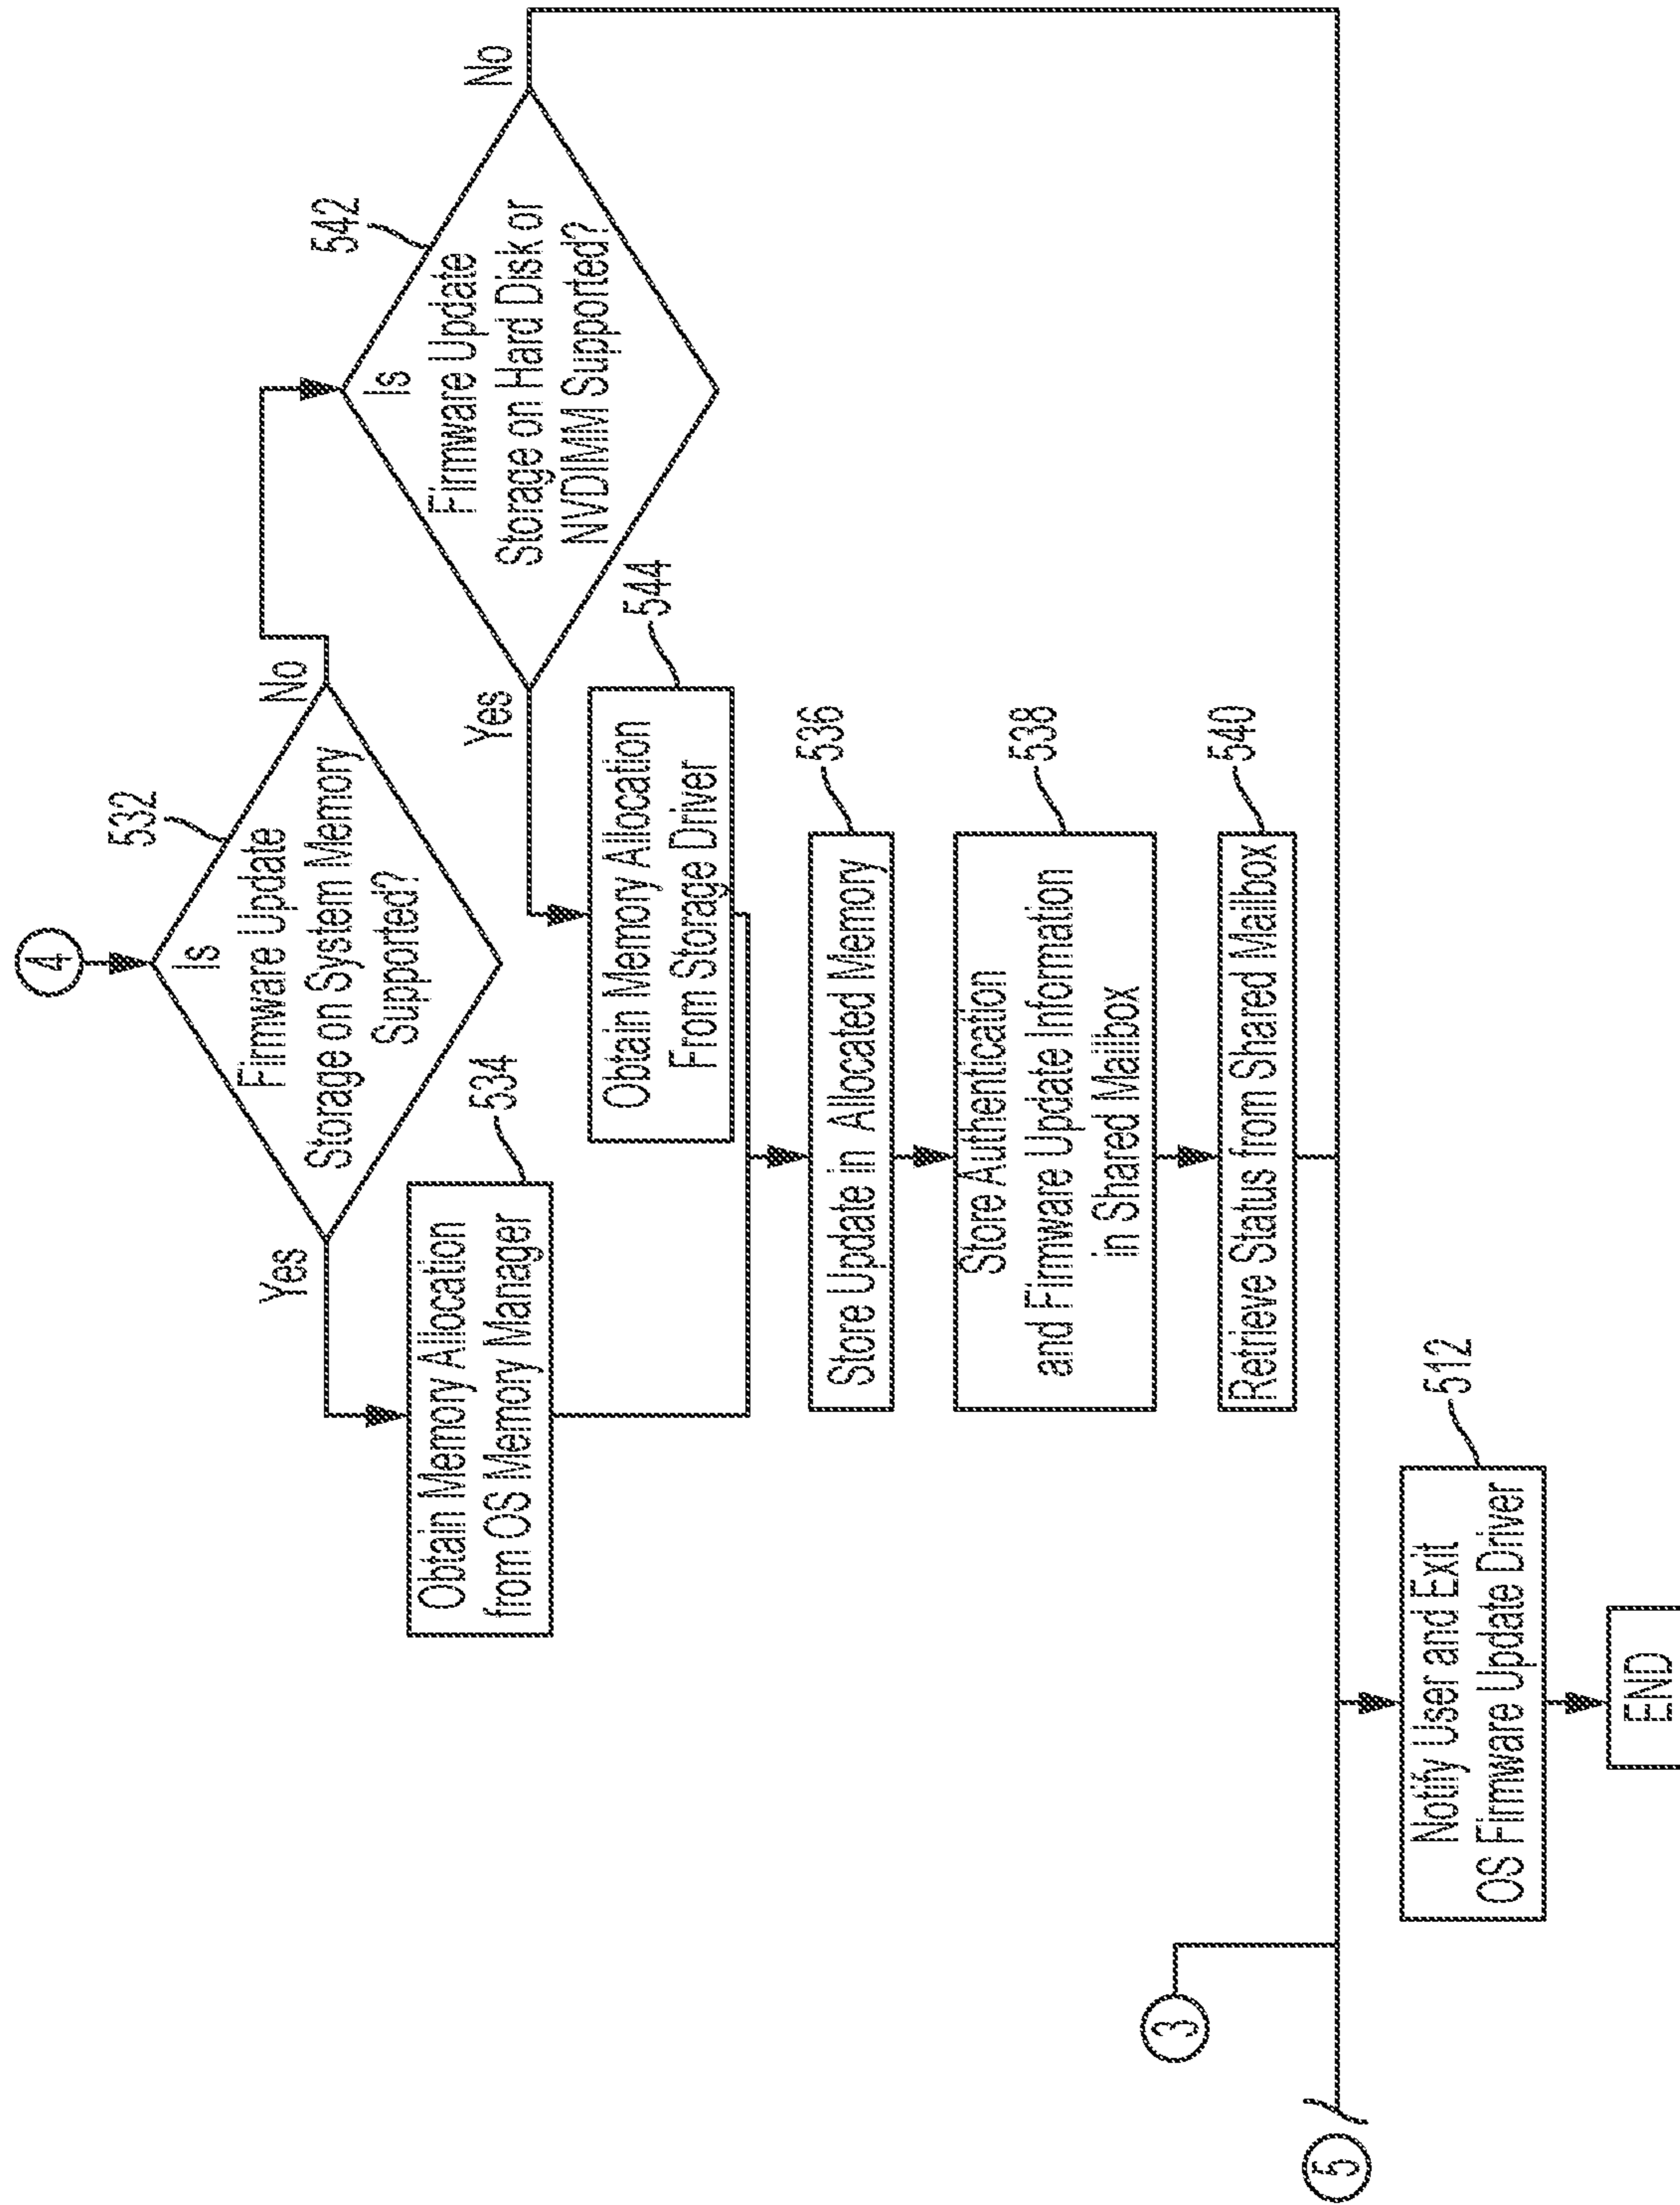 4
532
Is
Firmware Update
Storage on System Memory
Supported?
Yes
No
534
Obtain Memory Allocation
from OS Memory Manager
542
Is
Firmware Update
Storage on Hard Disk or
NVDIMM Supported?
Yes
No
544
Obtain Memory Allocation
From Storage Driver
536
Store Update in Allocated Memory
538
Store Authentication
and Firmware Update Information
in Shared Mailbox
540
Retrieve Status from Shared Mailbox
3
5
512
Notify User and Exit
OS Firmware Update Driver
END